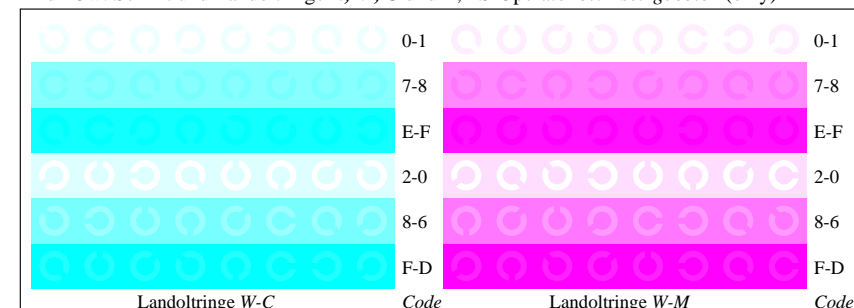 0-1 0-1
7-8 7-8
E-F E-F
2-0 2-0
8-6 8-6
F-D F-D
Landoltringe W-C Code Landoltringe W-M Code